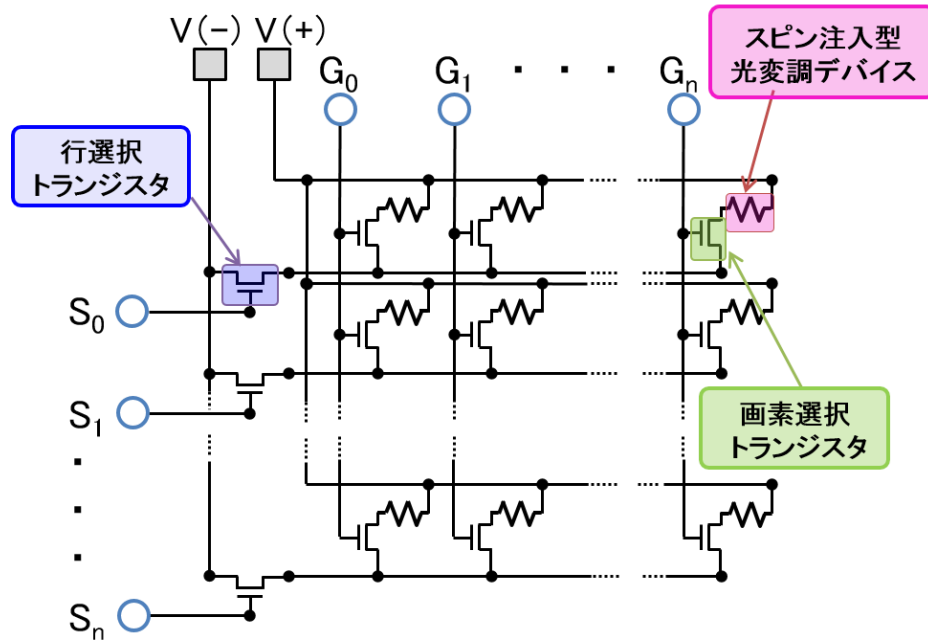 V(-) V(+)
G0 G1 ・ ・ ・ Gn
スピン注入型
光変調デバイス
行選択
トランジスタ
S0
S1
・
・
・
Sn
画素選択
トランジスタ